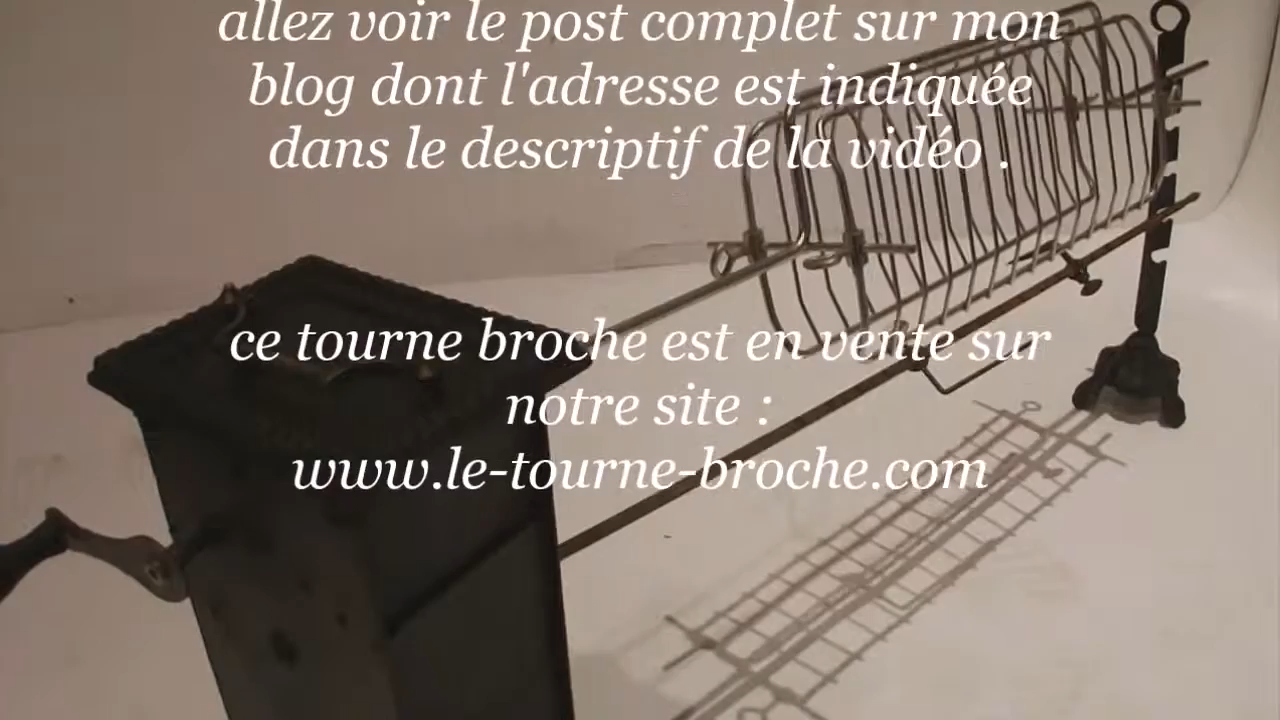 allez voir le post complet sur mon
blog dont l'adresse est indiquée
dans le descriptif de la vidéo .
ce tourne broche est en vente sur
notre site :
www.le-tourne-broche.com